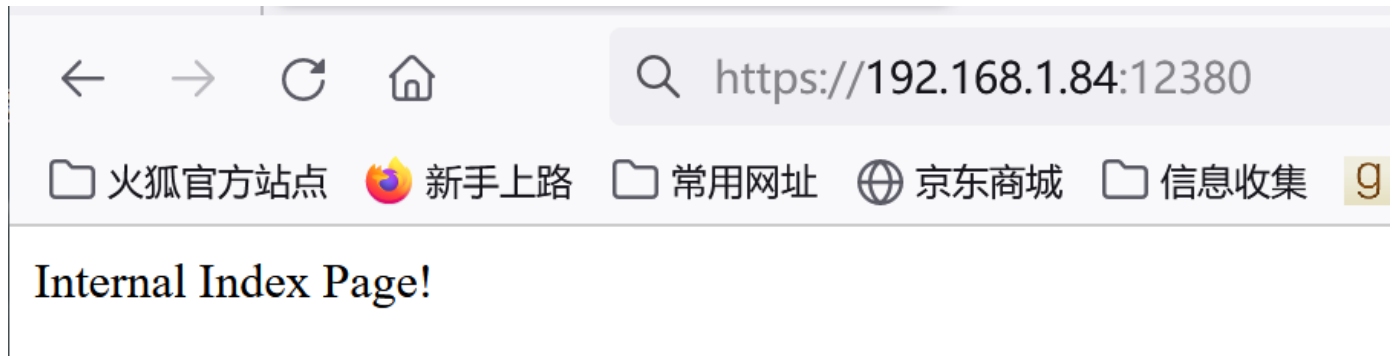 https://192.168.1.84:12380
火狐官方站点 新手上路 常用网址 京东商城 信息收集 g
Internal Index Page!